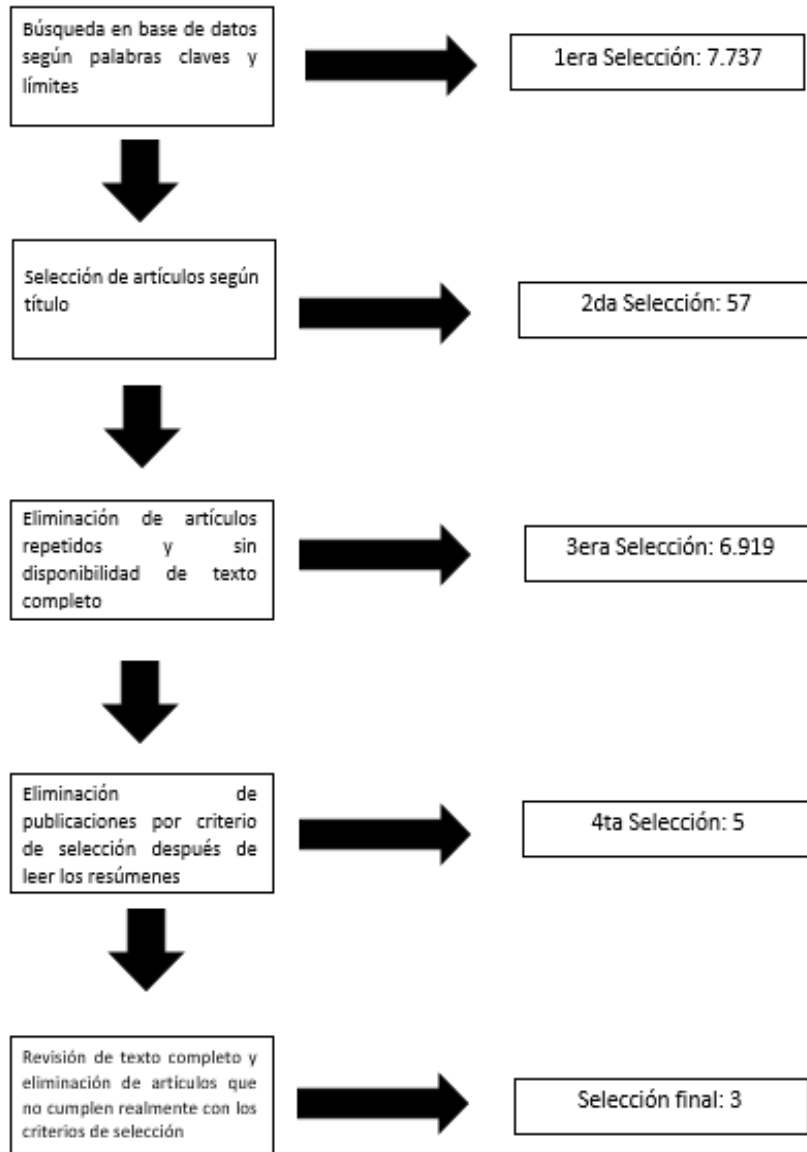 Búsqueda en base de datos
según palabras claves y
límites
1era Selección: 7.737
Selección de artículos según
título
2da Selección: 57
Eliminación de artículos
repetidos y sin
disponibilidad de texto
completo
3era Selección: 6.919
Eliminación de
publicaciones por criterio
de selección después de
leer los resúmenes
4ta Selección: 5
Revisión de texto completo y
eliminación de artículos que
no cumplen realmente con los
criterios de selección
Selección final: 3